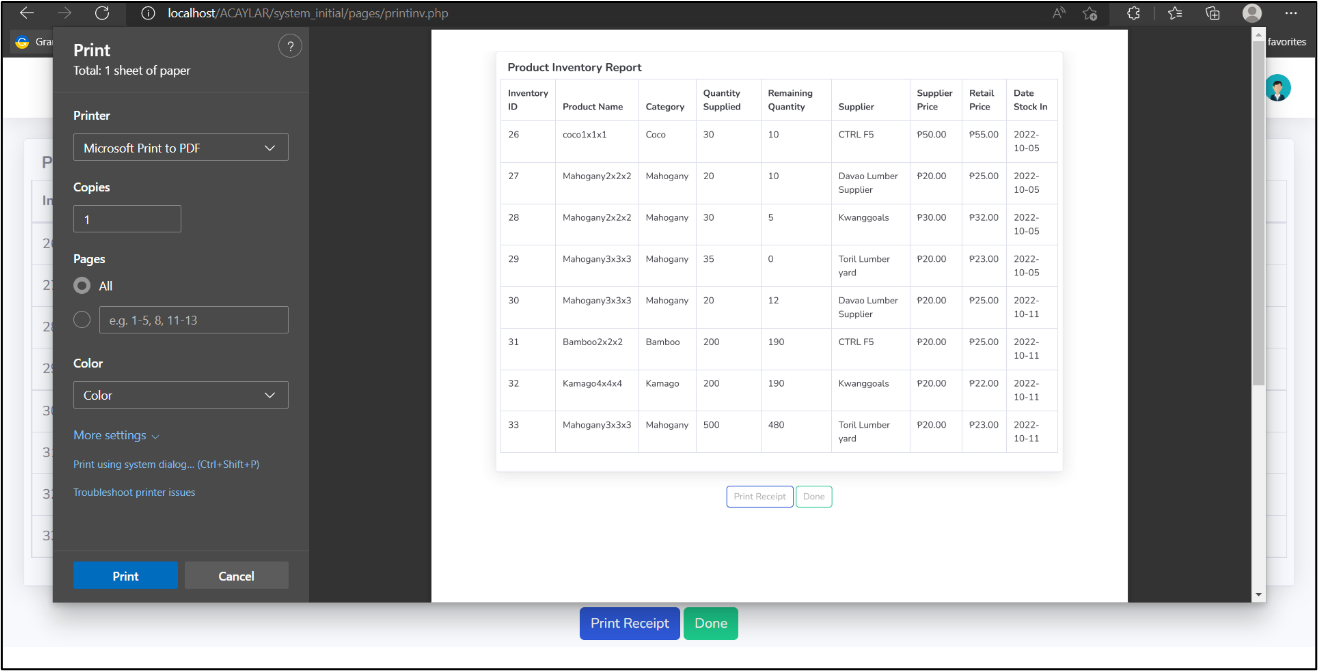 localhost/ACAYLAR/system_initial/pages/printinv.php
Gra
favorites
Print
?
Total: 1 sheet of paper
Printer
Microsoft Print to PDF
Copies
1
Pages
All
e.g. 1-5, 8, 11-13
Color
Color
More settings
Print using system dialog... (Ctrl+Shift+P)
Troubleshoot printer issues
Print Cancel
Product Inventory Report
Inventory ID Product Name Category Quantity Supplied Remaining Quantity Supplier Supplier Price Retail Price Date Stock In
26 coco1x1x1 Coco 30 10 CTRL F5 ₱50.00 ₱55.00 2022-10-05
27 Mahogany2x2x2 Mahogany 20 10 Davao Lumber Supplier ₱20.00 ₱25.00 2022-10-05
28 Mahogany2x2x2 Mahogany 30 5 Kwanggoals ₱30.00 ₱32.00 2022-10-05
29 Mahogany3x3x3 Mahogany 35 0 Toril Lumber yard ₱20.00 ₱23.00 2022-10-05
30 Mahogany3x3x3 Mahogany 20 12 Davao Lumber Supplier ₱20.00 ₱25.00 2022-10-11
31 Bamboo2x2x2 Bamboo 200 190 CTRL F5 ₱20.00 ₱25.00 2022-10-11
32 Kamago4x4x4 Kamago 200 190 Kwanggoals ₱20.00 ₱22.00 2022-10-11
33 Mahogany3x3x3 Mahogany 500 480 Toril Lumber yard ₱20.00 ₱23.00 2022-10-11
Print Receipt Done
Print Receipt Done